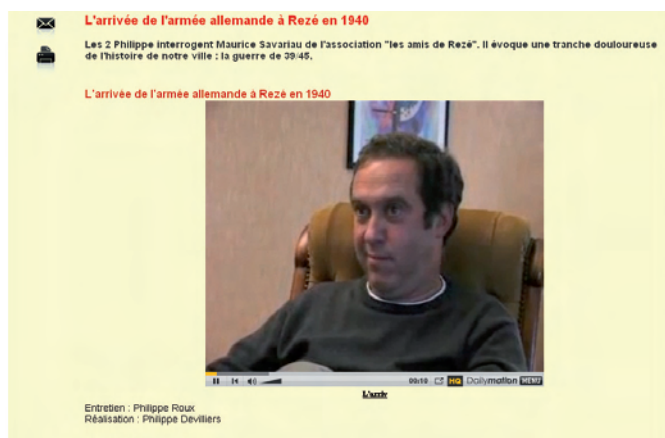 L'arrivée de l'armée allemande à Rezé en 1940
Les 2 Philippe interrogent Maurice Savariau de l'association "les amis de Rezé". Il évoque une tranche douloureuse
de l'histoire de notre ville : la guerre de 39/45.
L'arrivée de l'armée allemande à Rezé en 1940
00:10 HQ Dailymotion MENU
L'arriv
Entretien : Philippe Roux
Réalisation : Philippe Devilliers